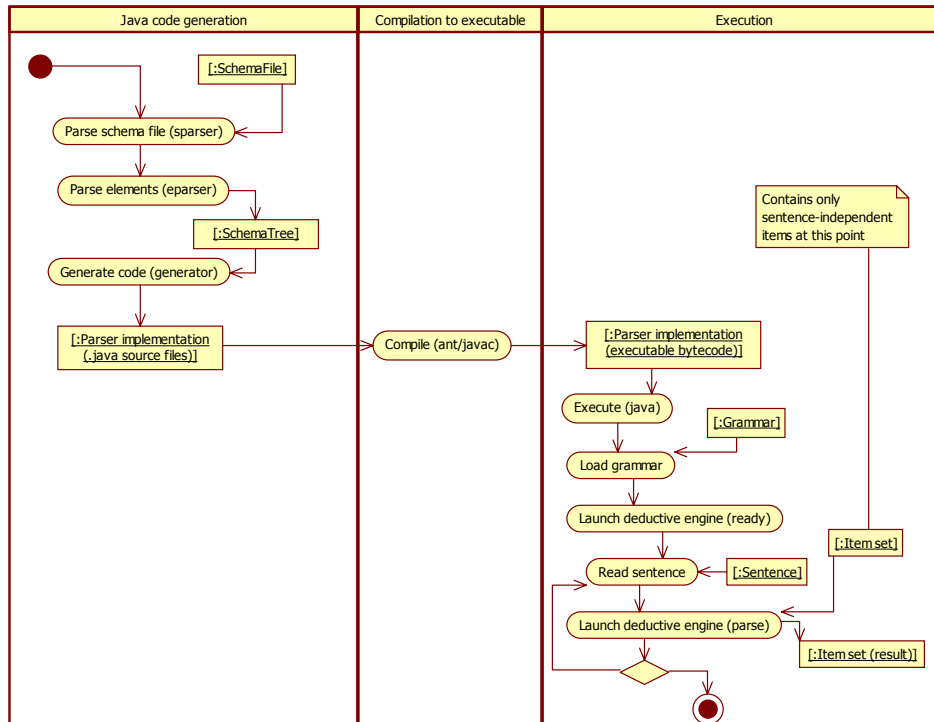 Java code generation
Compilation to executable
Execution
[:SchemaFile]
Parse schema file (sparser)
Parse elements (eparser)
[:SchemaTree]
Generate code (generator)
[:Parser implementation
(.java source files)]
Compile (ant/javac)
[:Parser implementation
(executable bytecode)]
Contains only
sentence-independent
items at this point
Execute (java)
[:Grammar]
Load grammar
Launch deductive engine (ready)
[:Item set]
Read sentence
[:Sentence]
Launch deductive engine (parse)
[:Item set (result)]